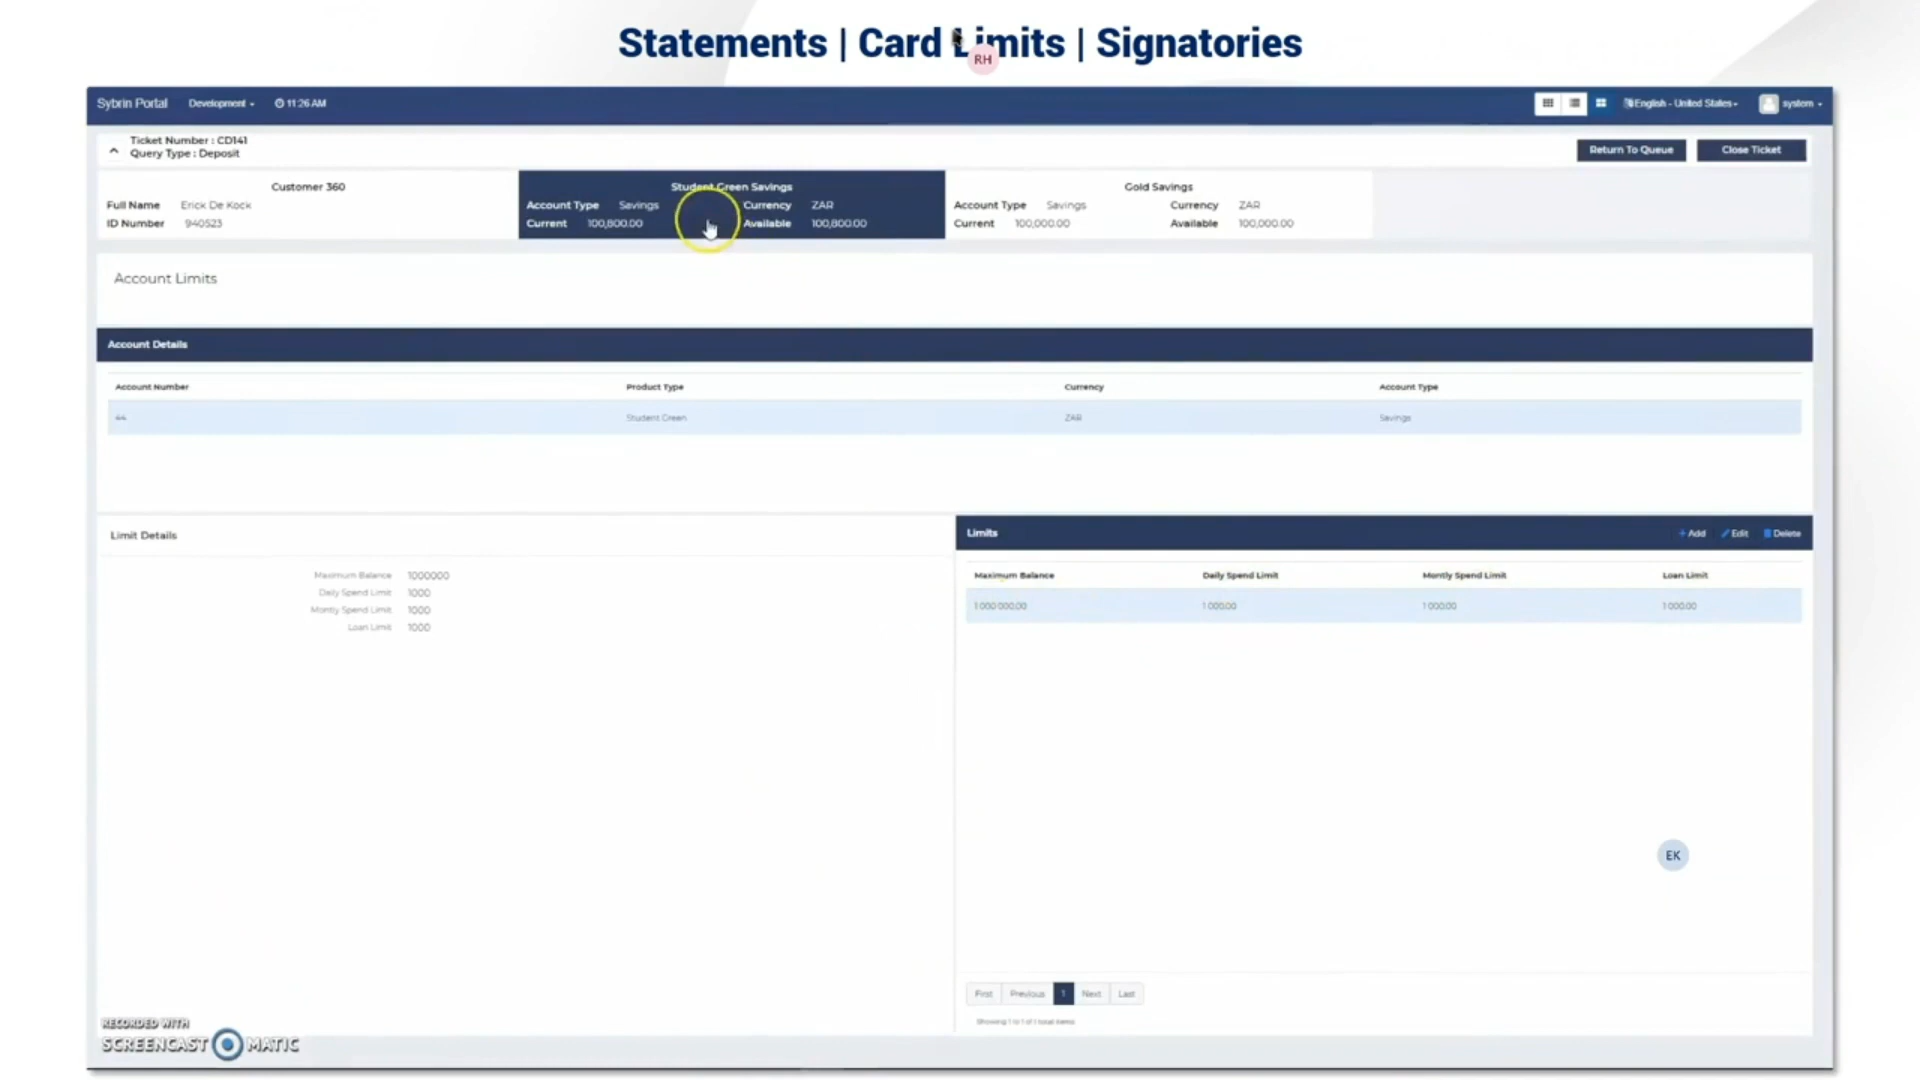 Statements | Card Limits | Signatories
RH
Sybrin Portal Development 11:26 AM English - United States system
Ticket Number : CD141
Query Type : Deposit
Return To Queue Close Ticket
Customer 360
Full Name Erick De Kock
ID Number 940523
Student Green Savings
Account Type Savings Currency ZAR
Current 100,800.00 Available 100,800.00
Gold Savings
Account Type Savings Currency ZAR
Current 100,000.00 Available 100,000.00
Account Limits
Account Details
Account Number Product Type Currency Account Type
44 Student Green ZAR Savings
Limit Details
Maximum Balance 1000000
Daily Spend Limit 1000
Montly Spend Limit 1000
Loan Limit 1000
Limits + Add Edit Delete
Maximum Balance Daily Spend Limit Montly Spend Limit Loan Limit
1 000 000,00 1 000,00 1 000,00 1 000,00
EK
First Previous 1 Next Last
Showing 1 to 1 of 1 total items
RECORDED WITH
SCREENCAST MATIC